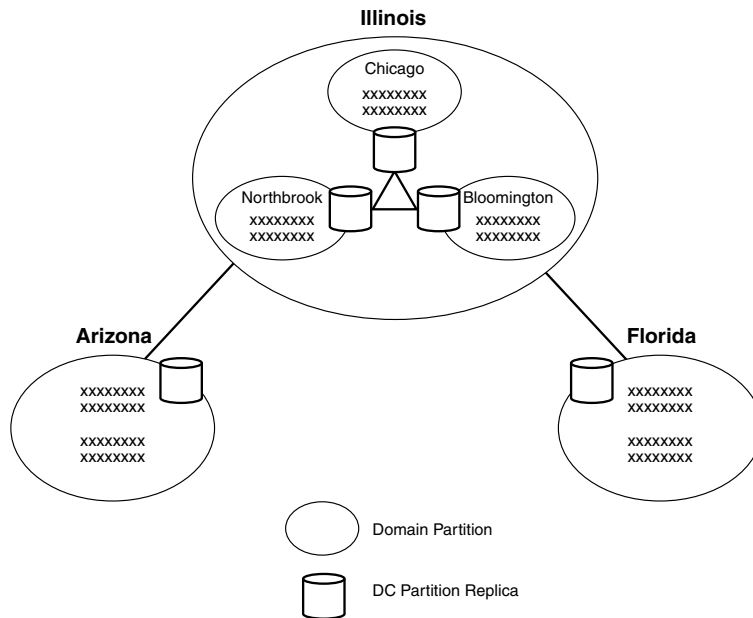 Illinois
Chicago
xxxxxxxx
xxxxxxxx
Northbrook
xxxxxxxx
xxxxxxxx
Bloomington
xxxxxxxx
xxxxxxxx
Arizona
xxxxxxxx
xxxxxxxx
xxxxxxxx
xxxxxxxx
Florida
xxxxxxxx
xxxxxxxx
xxxxxxxx
xxxxxxxx
Domain Partition
DC Partition Replica